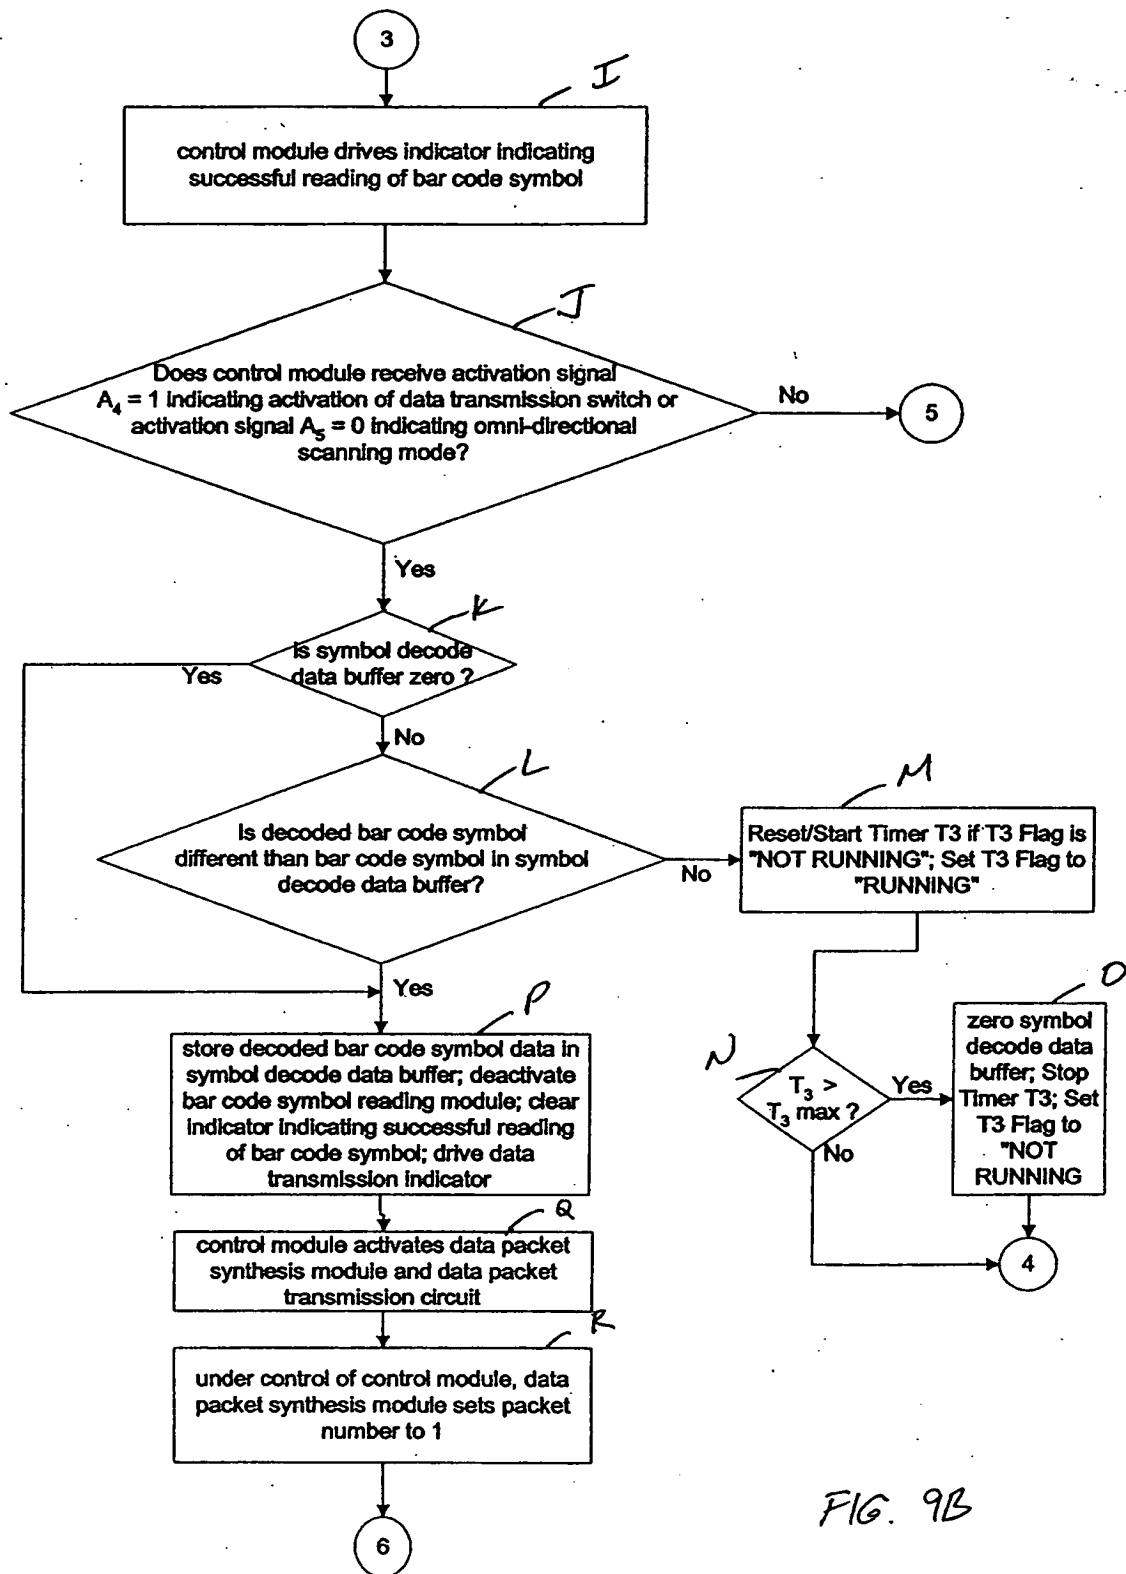 3
I
control module drives indicator indicating
successful reading of bar code symbol
J
Does control module receive activation signal
A4 = 1 indicating activation of data transmission switch or
activation signal A5 = 0 indicating omni-directional
scanning mode?
No
5
Yes
K
is symbol decode
data buffer zero ?
Yes
No
L
Is decoded bar code symbol
different than bar code symbol in symbol
decode data buffer?
No
M
Reset/Start Timer T3 if T3 Flag is
"NOT RUNNING"; Set T3 Flag to
"RUNNING"
Yes
N
T3 >
T3 max ?
Yes
No
O
zero symbol
decode data
buffer; Stop
Timer T3; Set
T3 Flag to
"NOT
RUNNING
4
P
store decoded bar code symbol data in
symbol decode data buffer; deactivate
bar code symbol reading module; clear
indicator indicating successful reading
of bar code symbol; drive data
transmission indicator
Q
control module activates data packet
synthesis module and data packet
transmission circuit
R
under control of control module, data
packet synthesis module sets packet
number to 1
6
FIG. 9B